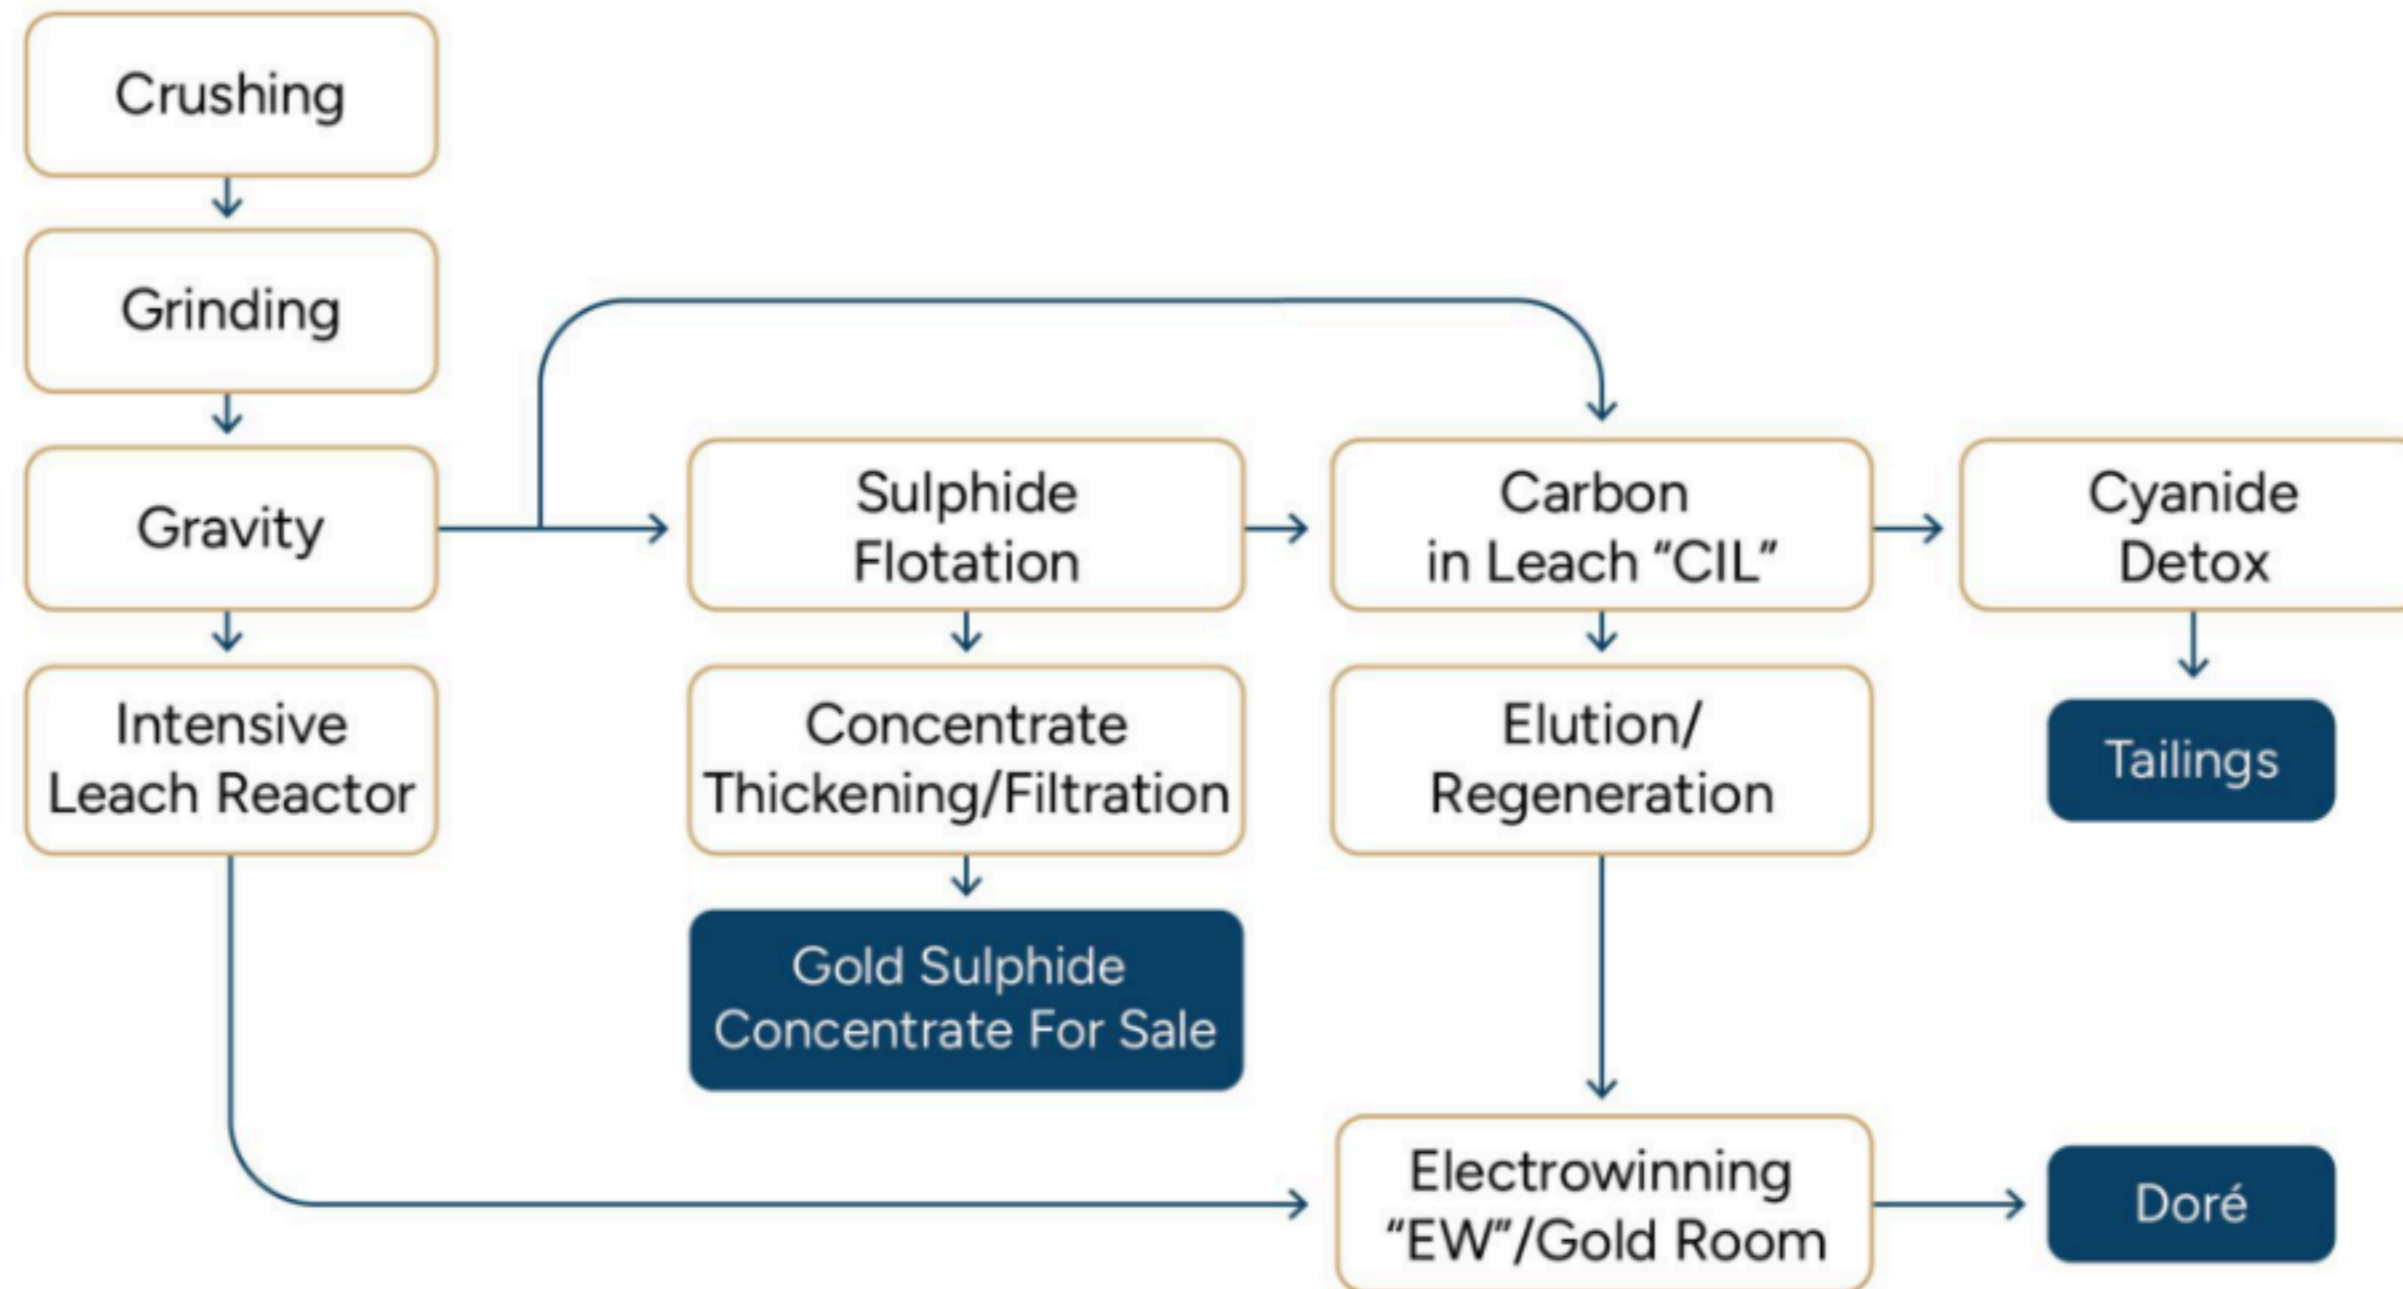 Crushing
Grinding
Gravity
Intensive
Leach Reactor
Sulphide
Flotation
Concentrate
Thickening/Filtration
Gold Sulphide
Concentrate For Sale
Carbon
in Leach “CIL”
Elution/
Regeneration
Electrowinning
“EW”/Gold Room
Cyanide
Detox
Tailings
Doré